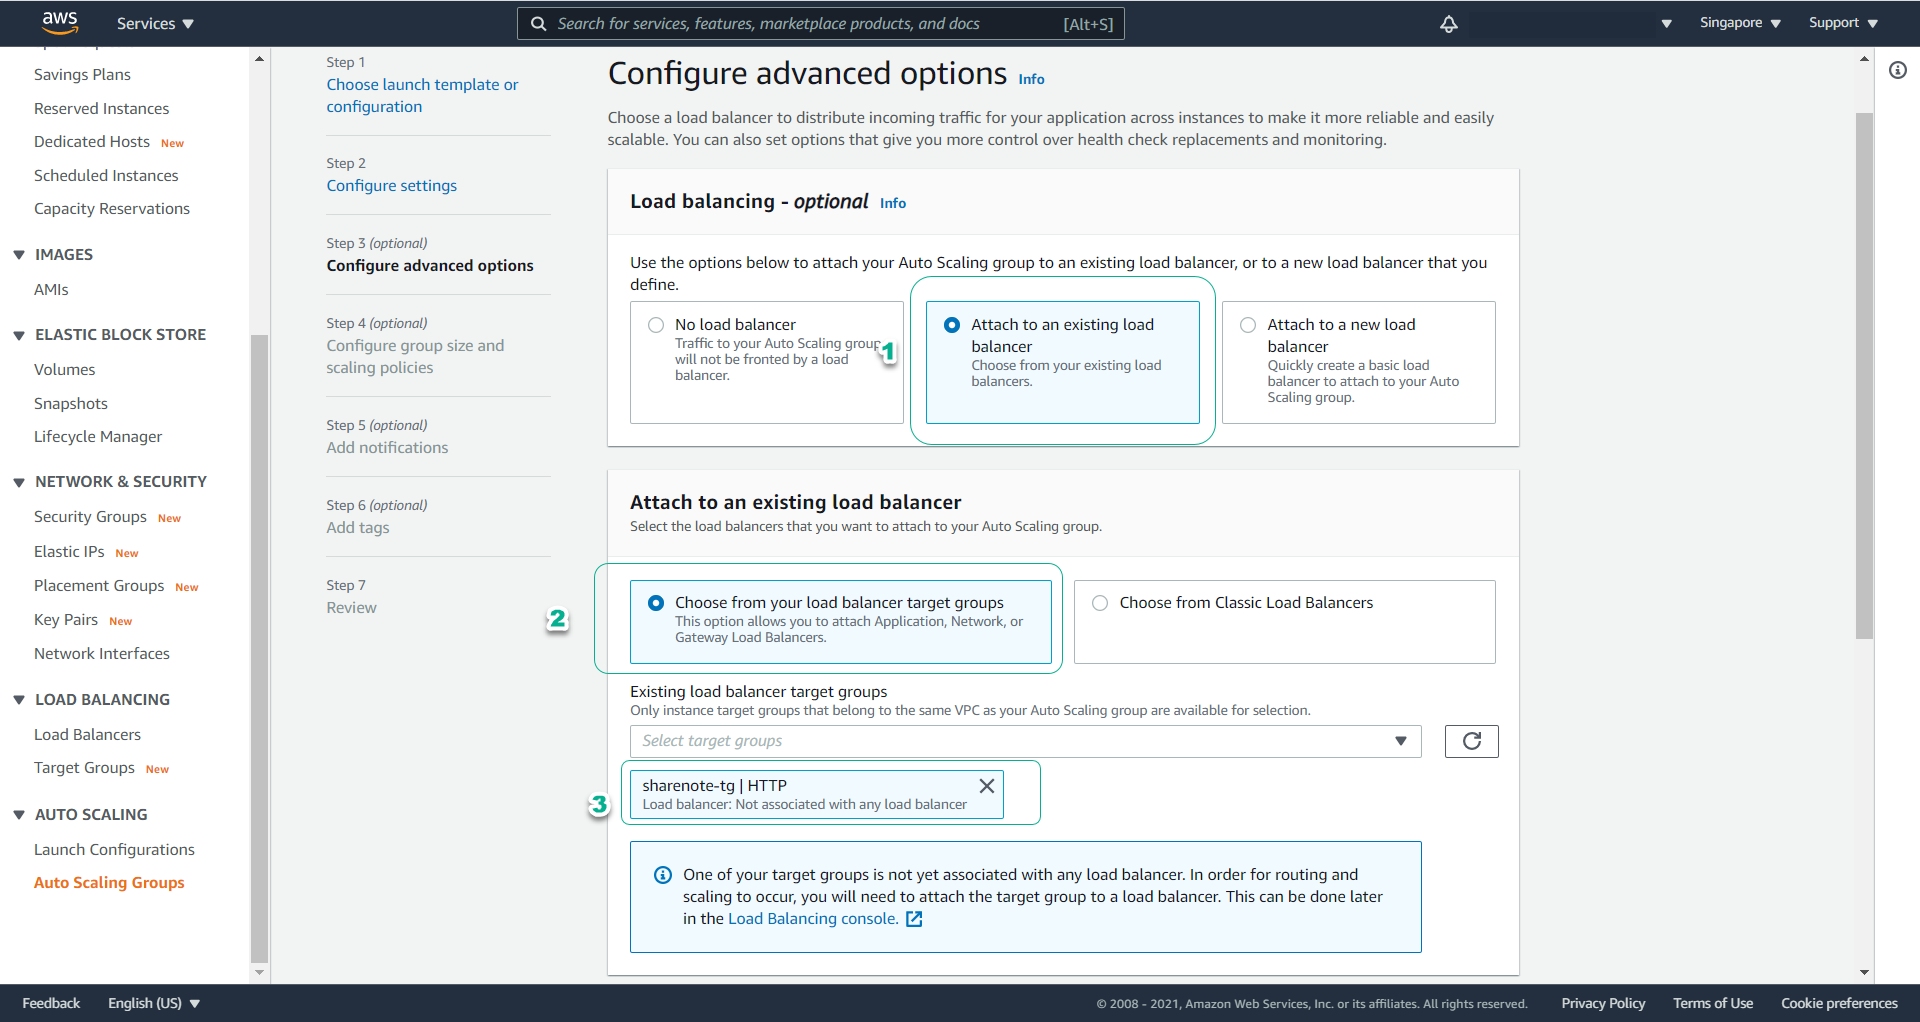 aws
Services
Search for services, features, marketplace products, and docs
[Alt+S]
Singapore
Support
Savings Plans
Reserved Instances
Dedicated Hosts New
Scheduled Instances
Capacity Reservations
IMAGES
AMIs
ELASTIC BLOCK STORE
Volumes
Snapshots
Lifecycle Manager
NETWORK & SECURITY
Security Groups New
Elastic IPs New
Placement Groups New
Key Pairs New
Network Interfaces
LOAD BALANCING
Load Balancers
Target Groups New
AUTO SCALING
Launch Configurations
Auto Scaling Groups
Step 1
Choose launch template or
configuration
Step 2
Configure settings
Step 3 (optional)
Configure advanced options
Step 4 (optional)
Configure group size and
scaling policies
Step 5 (optional)
Add notifications
Step 6 (optional)
Add tags
Step 7
Review
Configure advanced options Info
Choose a load balancer to distribute incoming traffic for your application across instances to make it more reliable and easily
scalable. You can also set options that give you more control over health check replacements and monitoring.
Load balancing - optional Info
Use the options below to attach your Auto Scaling group to an existing load balancer, or to a new load balancer that you
define.
No load balancer
Traffic to your Auto Scaling group
will not be fronted by a load
balancer.
1
Attach to an existing load
balancer
Choose from your existing load
balancers.
Attach to a new load
balancer
Quickly create a basic load
balancer to attach to your Auto
Scaling group.
Attach to an existing load balancer
Select the load balancers that you want to attach to your Auto Scaling group.
2
Choose from your load balancer target groups
This option allows you to attach Application, Network, or
Gateway Load Balancers.
Choose from Classic Load Balancers
Existing load balancer target groups
Only instance target groups that belong to the same VPC as your Auto Scaling group are available for selection.
Select target groups
3
sharenote-tg | HTTP
Load balancer: Not associated with any load balancer
One of your target groups is not yet associated with any load balancer. In order for routing and
scaling to occur, you will need to attach the target group to a load balancer. This can be done later
in the Load Balancing console.
Feedback
English (US)
© 2008 - 2021, Amazon Web Services, Inc. or its affiliates. All rights reserved.
Privacy Policy
Terms of Use
Cookie preferences